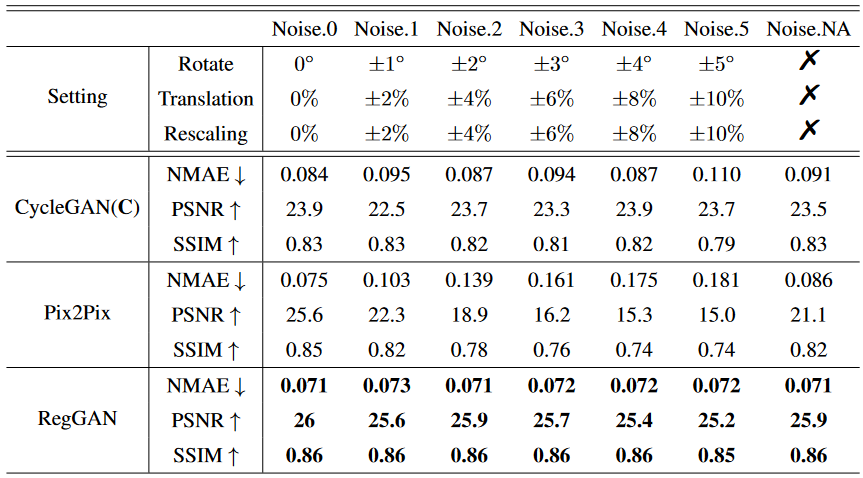 Noise.0 Noise.1 Noise.2 Noise.3 Noise.4 Noise.5 Noise.NA
Rotate 0° ±1° ±2° ±3° ±4° ±5° ✗
Setting Translation 0% ±2% ±4% ±6% ±8% ±10% ✗
Rescaling 0% ±2% ±4% ±6% ±8% ±10% ✗
NMAE ↓ 0.084 0.095 0.087 0.094 0.087 0.110 0.091
CycleGAN(C) PSNR ↑ 23.9 22.5 23.7 23.3 23.9 23.7 23.5
SSIM ↑ 0.83 0.83 0.82 0.81 0.82 0.79 0.83
NMAE ↓ 0.075 0.103 0.139 0.161 0.175 0.181 0.086
Pix2Pix PSNR ↑ 25.6 22.3 18.9 16.2 15.3 15.0 21.1
SSIM ↑ 0.85 0.82 0.78 0.76 0.74 0.74 0.82
NMAE ↓ 0.071 0.073 0.071 0.072 0.072 0.072 0.071
RegGAN PSNR ↑ 26 25.6 25.9 25.7 25.4 25.2 25.9
SSIM ↑ 0.86 0.86 0.86 0.86 0.86 0.85 0.86